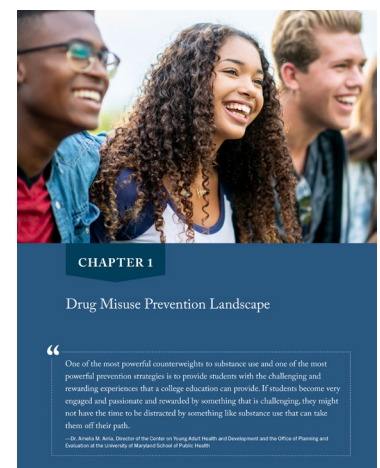 CHAPTER 1
Drug Misuse Prevention Landscape
“
One of the most powerful counterweights to substance use and one of the most
powerful prevention strategies is to provide students with the challenging and
rewarding experiences that a college education can provide. If students become very
engaged and passionate and rewarded by something that is challenging, they might
not have the time to be distracted by something like substance use that can take
them off their path.
—Dr. Amelia M. Arria, Director of the Center on Young Adult Health and Development and the Office of Planning and
Evaluation at the University of Maryland School of Public Health